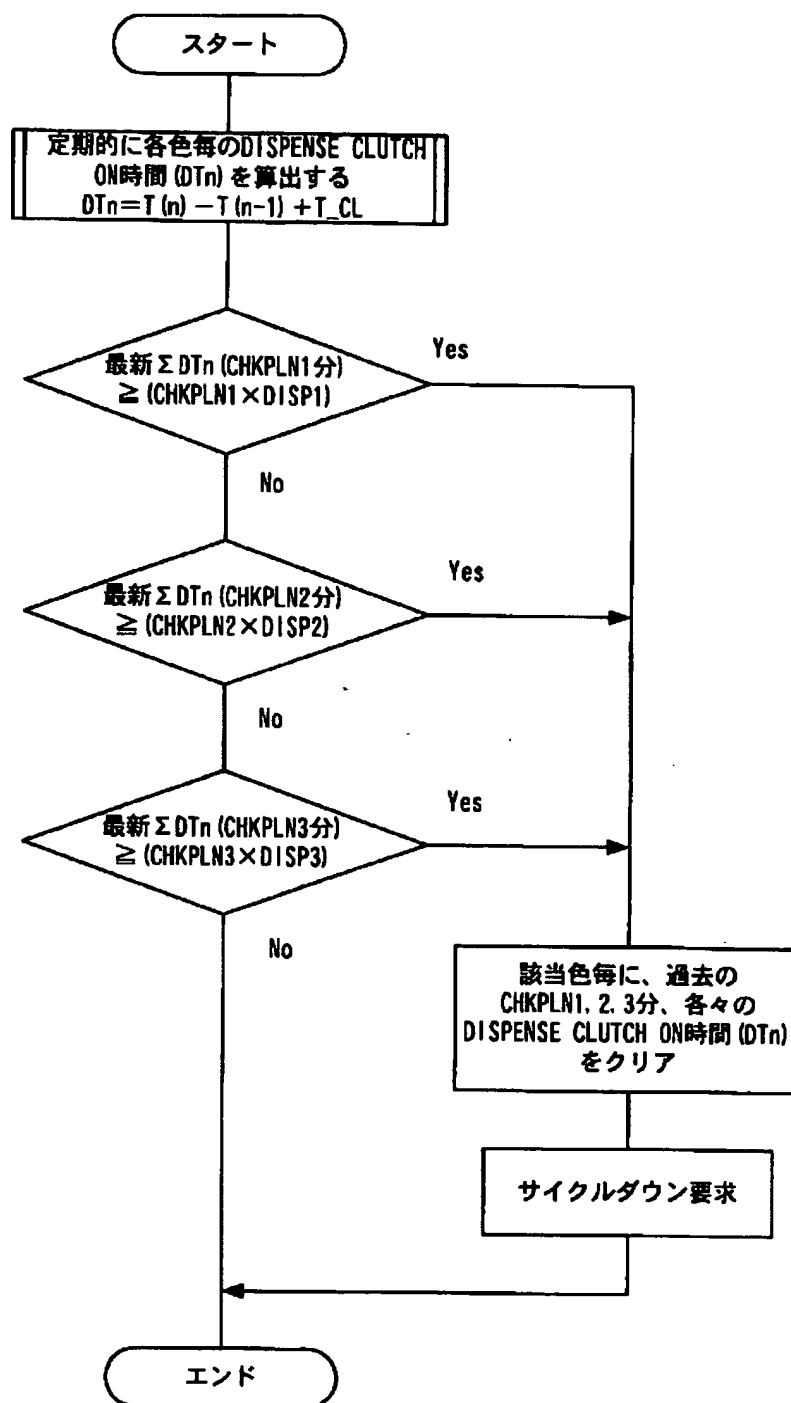 スタート
定期的に各色毎のDISPENSE CLUTCH
ON時間(DTn)を算出する
DTn=T(n)-T(n-1)+T_CL
最新ΣDTn(CHKPLN1分)
≧(CHKPLN1×DISP1)
Yes
No
最新ΣDTn(CHKPLN2分)
≧(CHKPLN2×DISP2)
Yes
No
最新ΣDTn(CHKPLN3分)
≧(CHKPLN3×DISP3)
Yes
No
該当色毎に、過去の
CHKPLN1,2,3分、各々の
DISPENSE CLUTCH ON時間(DTn)
をクリア
サイクルダウン要求
エンド